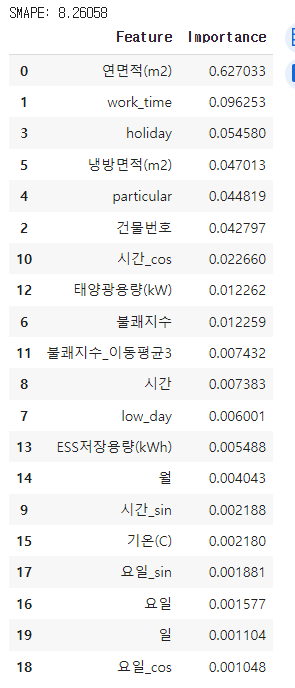 SMAPE: 8.26058
Feature Importance
0 연면적(m2) 0.627033
1 work_time 0.096253
3 holiday 0.054580
5 냉방면적(m2) 0.047013
4 particular 0.044819
2 건물번호 0.042797
10 시간_cos 0.022660
12 태양광용량(kW) 0.012262
6 불쾌지수 0.012259
11 불쾌지수_이동평균3 0.007432
8 시간 0.007383
7 low_day 0.006001
13 ESS저장용량(kWh) 0.005488
14 월 0.004043
9 시간_sin 0.002188
15 기온(C) 0.002180
17 요일_sin 0.001881
16 요일 0.001577
19 일 0.001104
18 요일_cos 0.001048